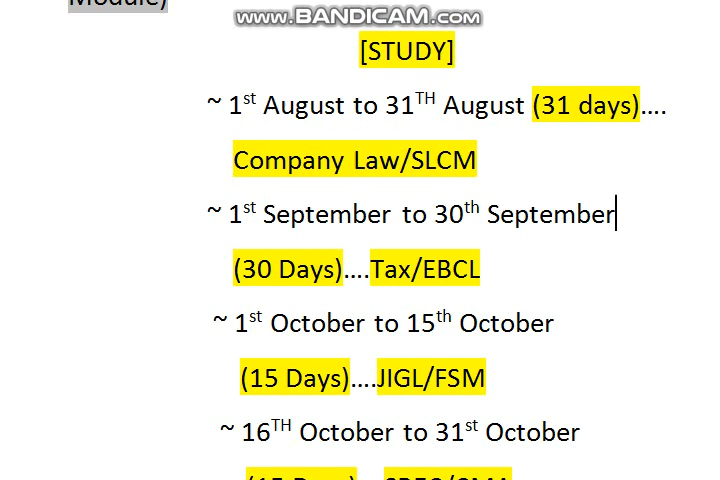 Module)
www.BANDICAM.com
[STUDY]
~ 1st August to 31TH August (31 days)....
Company Law/SLCM
~ 1st September to 30th September
(30 Days)....Tax/EBCL
~ 1st October to 15th October
(15 Days)....JIGL/FSM
~ 16TH October to 31st October